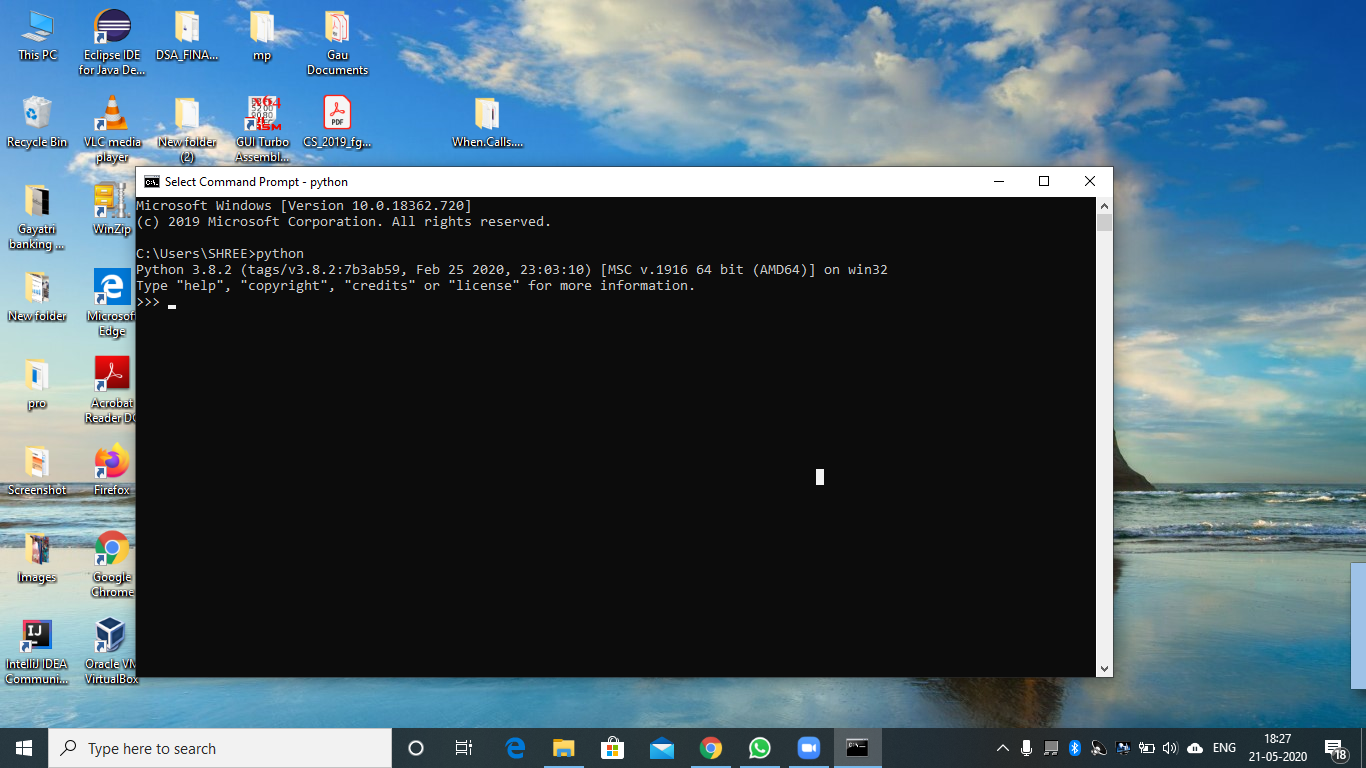 This PC
Eclipse IDE
for Java De...
DSA_FINA...
mp
Gau
Documents
Recycle Bin
VLC media
player
New folder
(2)
GUI Turbo
Assembl...
CS_2019_fg...
When.Calls....
PDF
Gayatri
banking ...
WinZip
New folder
Microsof
Edge
pro
Acrobat
Reader DC
Screenshot
Firefox
Images
Google
Chrome
IntelliJ IDEA
Communi...
Oracle VM
VirtualBox
Select Command Prompt - python
Microsoft Windows [Version 10.0.18362.720]
(c) 2019 Microsoft Corporation. All rights reserved.
C:\Users\SHREE>python
Python 3.8.2 (tags/v3.8.2:7b3ab59, Feb 25 2020, 23:03:10) [MSC v.1916 64 bit (AMD64)] on win32
Type "help", "copyright", "credits" or "license" for more information.
>>>
Type here to search
ENG
18:27
21-05-2020
18